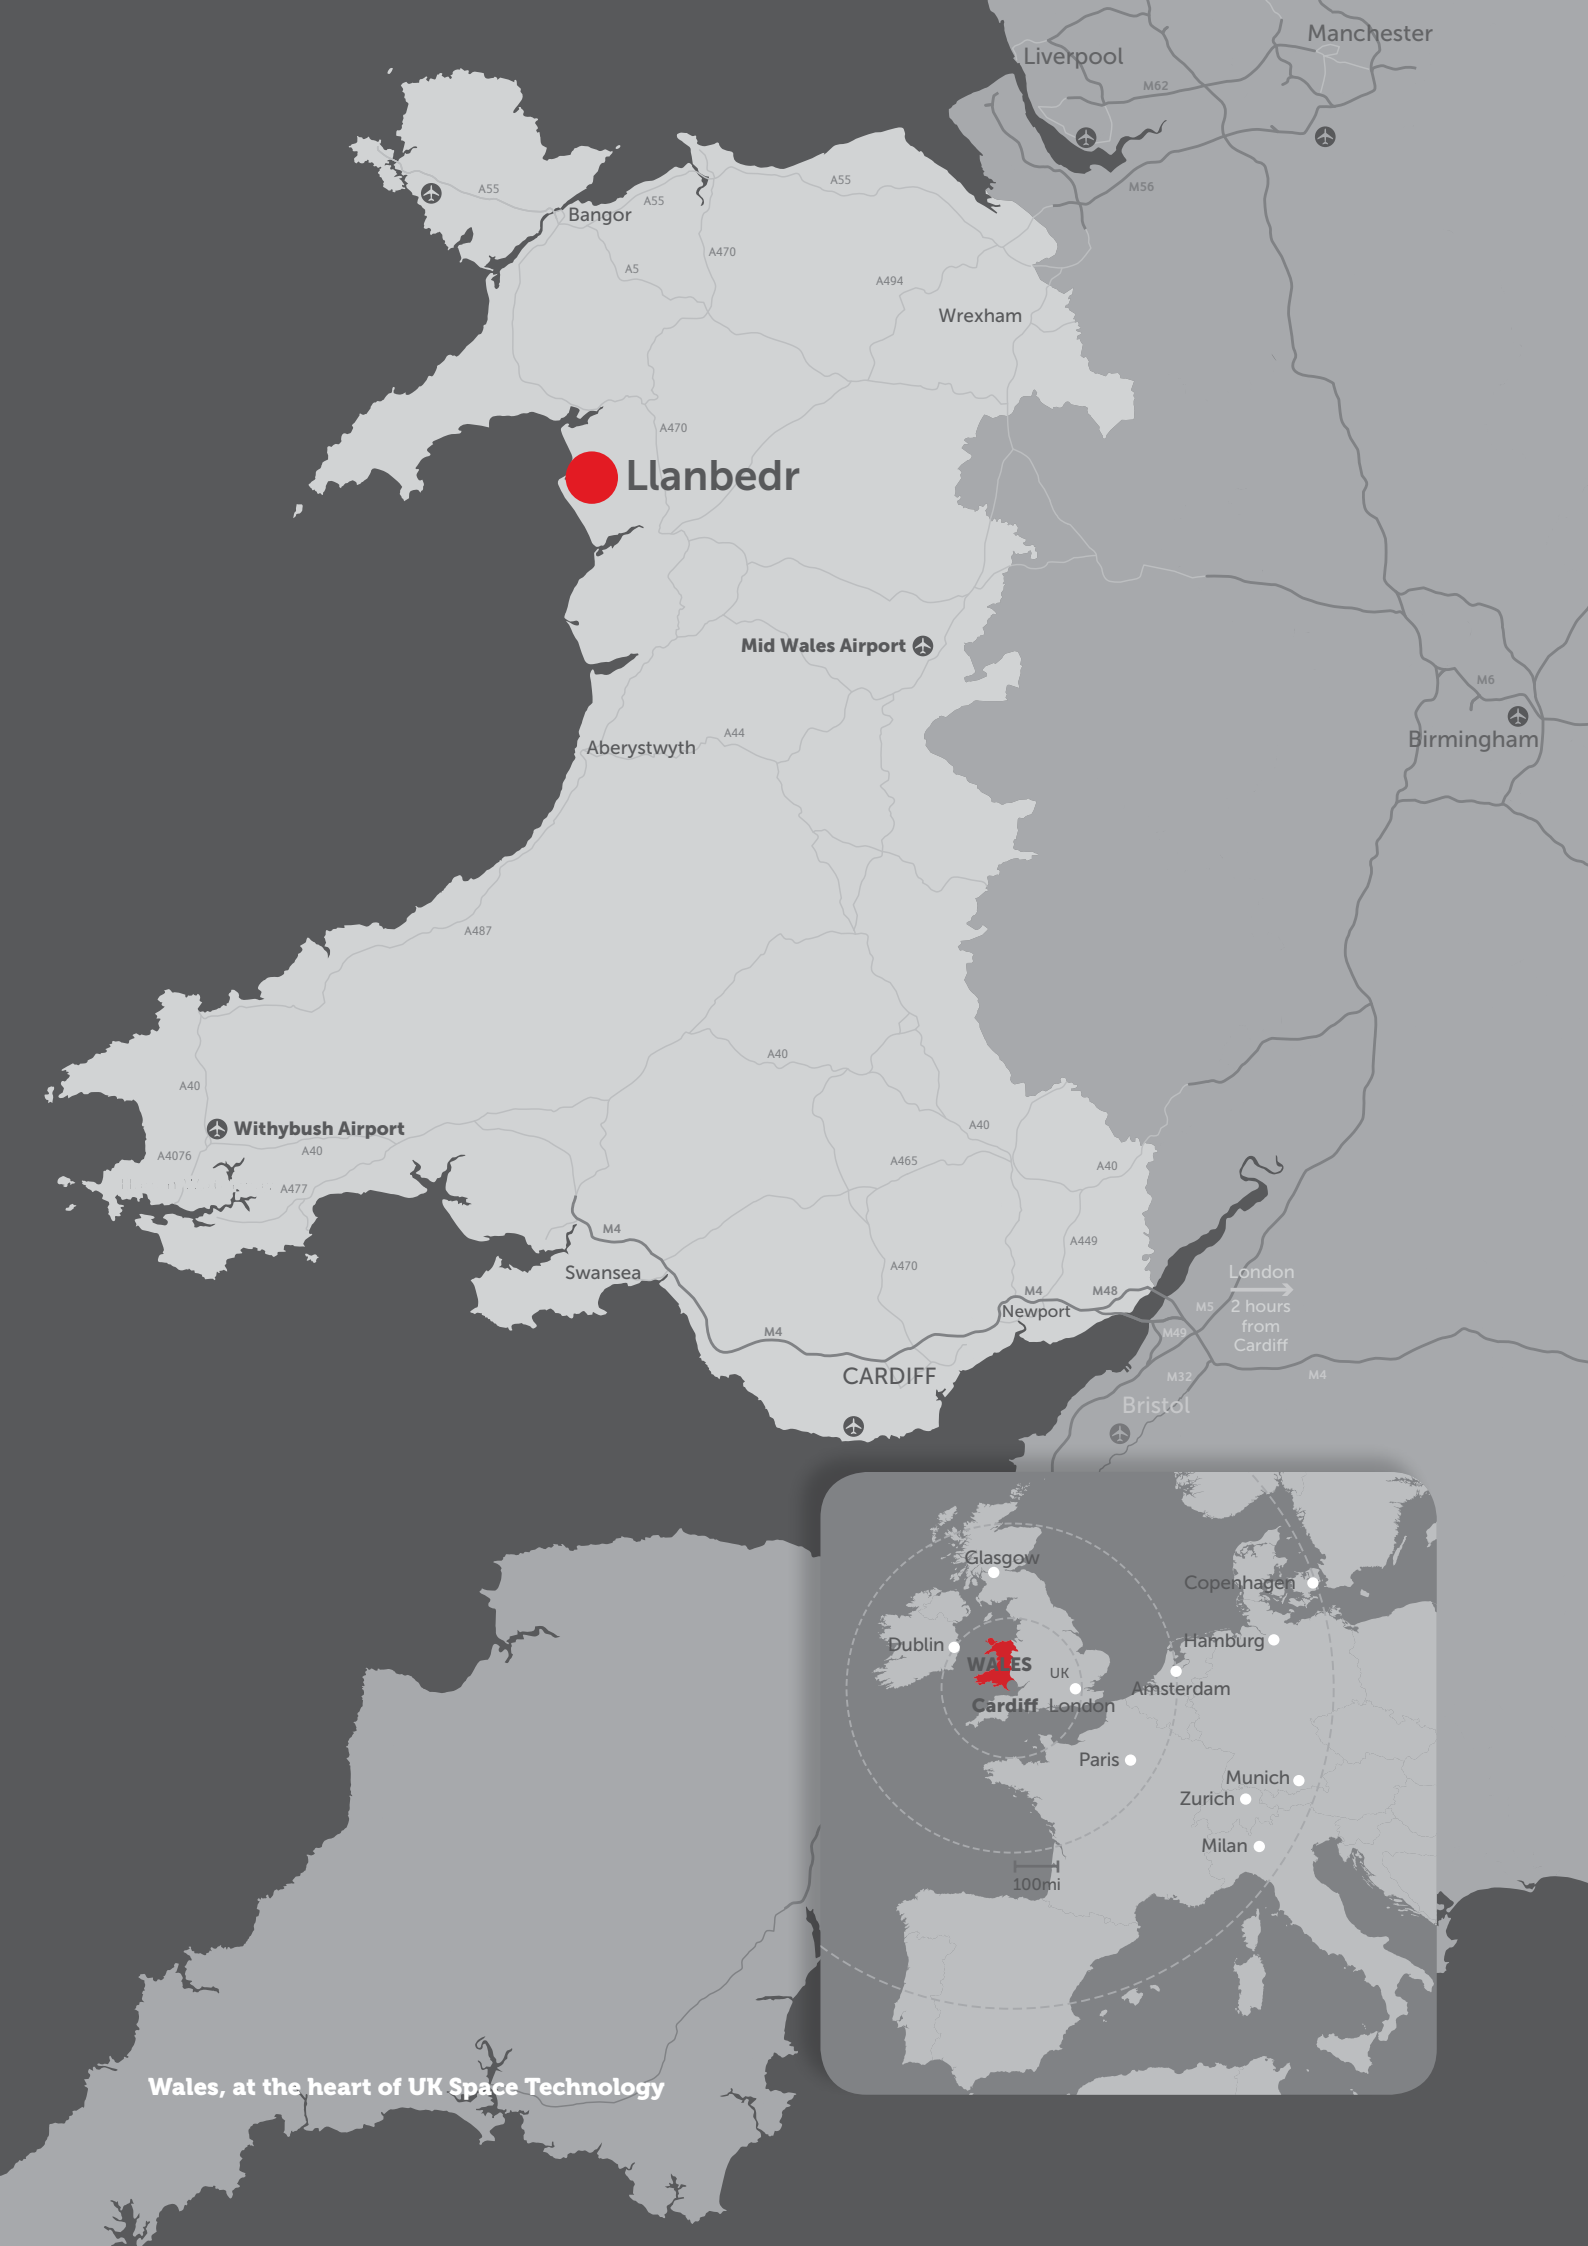 Manchester
Liverpool
M62
M56
A55
Bangor
A55
A55
A5
A470
A494
Wrexham
A470
Llanbedr
Mid Wales Airport
M6
Birmingham
Aberystwyth
A44
A487
A40
A40
Withybush Airport
A4076
A40
A477
A40
A465
A40
M4
Swansea
A449
A470
M4
M48
Newport
London
2 hours
from
Cardiff
M5
M49
M4
CARDIFF
M32
M4
Bristol
Glasgow
Copenhagen
Dublin
Hamburg
WALES
UK
Amsterdam
Cardiff
London
Paris
Munich
Zurich
Milan
100mi
Wales, at the heart of UK Space Technology